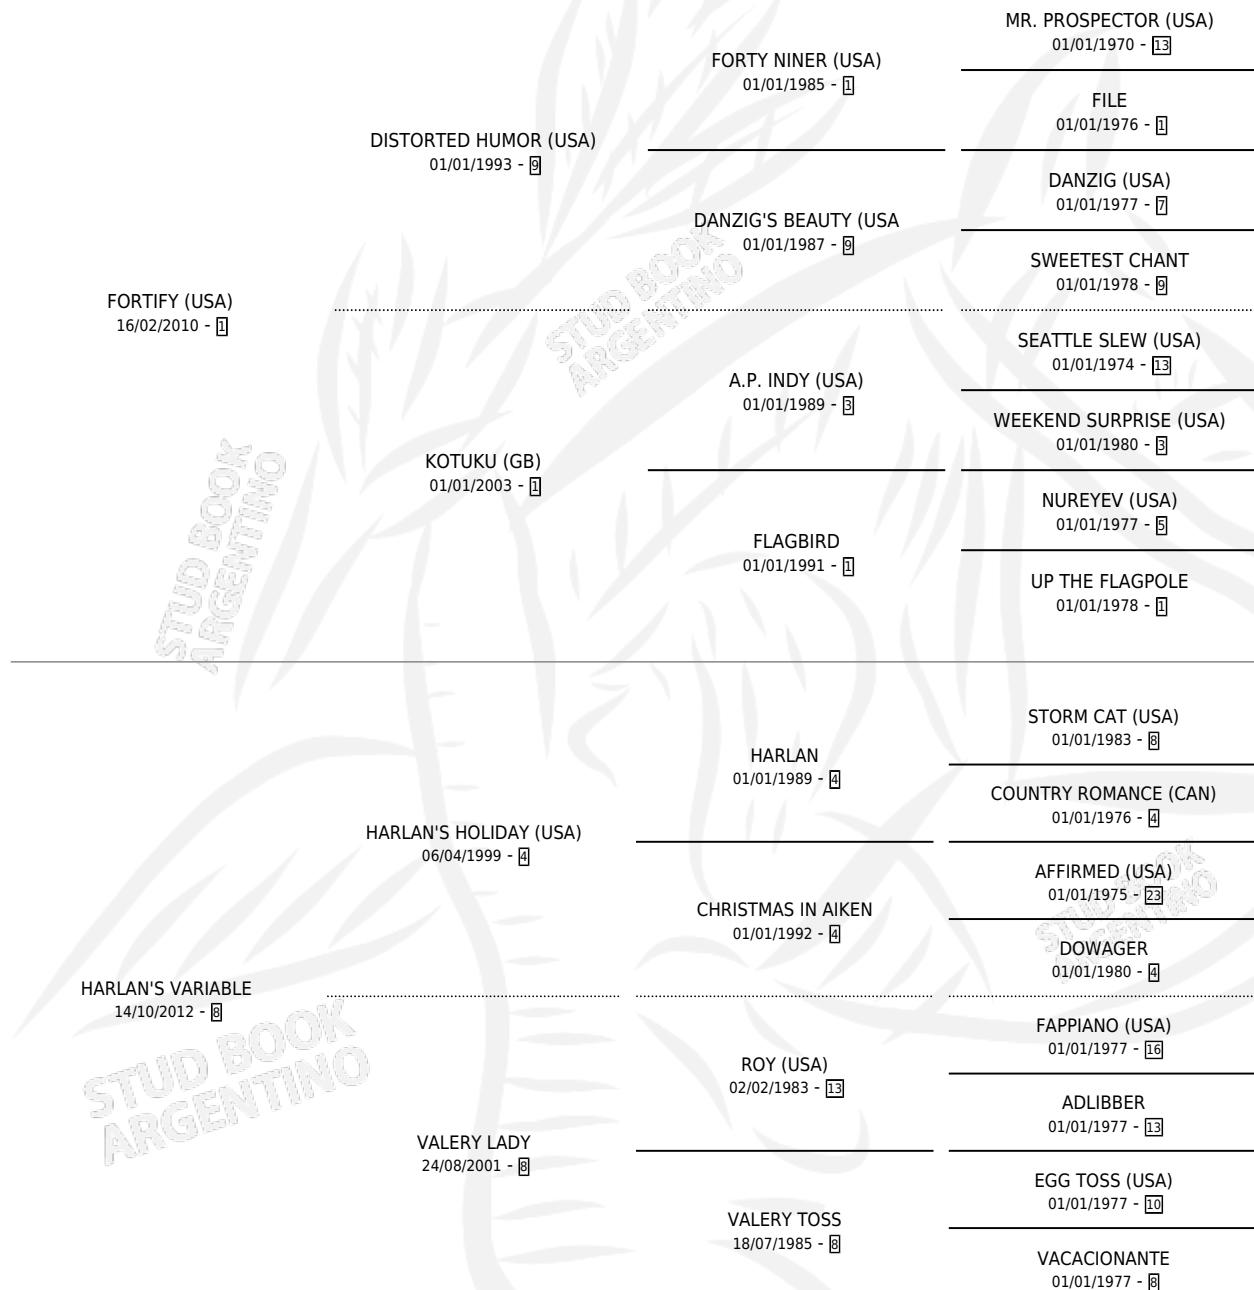 MR. PROSPECTOR (USA)
01/01/1970 - 13
FORTY NINER (USA)
01/01/1985 - 1
FILE
01/01/1976 - 1
DISTORTED HUMOR (USA)
01/01/1993 - 9
DANZIG (USA)
01/01/1977 - 7
DANZIG'S BEAUTY (USA
01/01/1987 - 9
SWEETEST CHANT
01/01/1978 - 9
FORTIFY (USA)
16/02/2010 - 1
STUD BOOK
ARGENTINO
SEATTLE SLEW (USA)
01/01/1974 - 13
A.P. INDY (USA)
01/01/1989 - 3
WEEKEND SURPRISE (USA)
01/01/1980 - 3
KOTUKU (GB)
01/01/2003 - 1
NUREYEV (USA)
01/01/1977 - 5
FLAGBIRD
01/01/1991 - 1
UP THE FLAGPOLE
01/01/1978 - 1
STUD BOOK
ARGENTINO
STORM CAT (USA)
01/01/1983 - 8
HARLAN
01/01/1989 - 4
COUNTRY ROMANCE (CAN)
01/01/1976 - 4
HARLAN'S HOLIDAY (USA)
06/04/1999 - 4
AFFIRMED (USA)
01/01/1975 - 23
CHRISTMAS IN AIKEN
01/01/1992 - 4
STUD BOOK
ARGENTINO
DOWAGER
01/01/1980 - 4
HARLAN'S VARIABLE
14/10/2012 - 8
STUD BOOK
ARGENTINO
FAPPIANO (USA)
01/01/1977 - 16
ROY (USA)
02/02/1983 - 13
ADLIBBER
01/01/1977 - 13
VALERY LADY
24/08/2001 - 8
EGG TOSS (USA)
01/01/1977 - 10
VALERY TOSS
18/07/1985 - 8
VACACIONANTE
01/01/1977 - 8